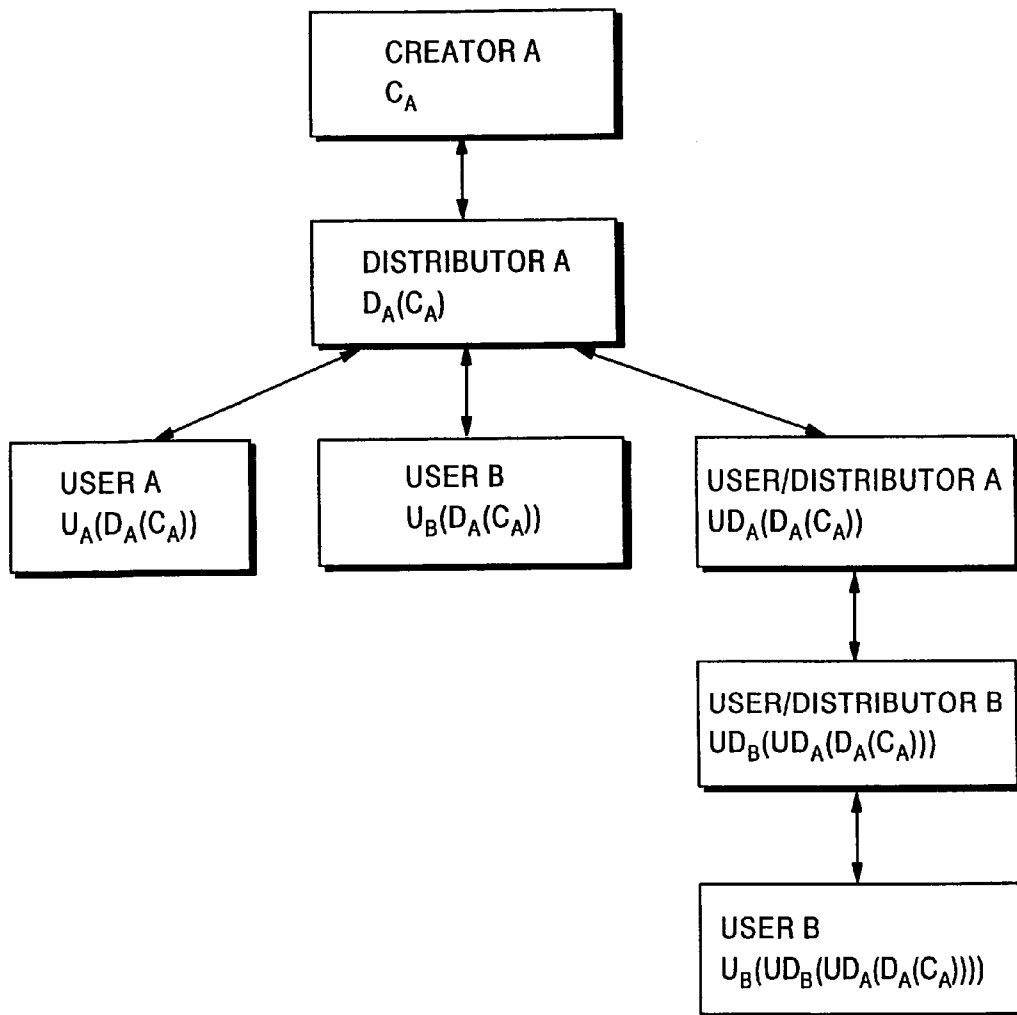 CREATOR A
C_A
DISTRIBUTOR A
D_A(C_A)
USER A
U_A(D_A(C_A))
USER B
U_B(D_A(C_A))
USER/DISTRIBUTOR A
UD_A(D_A(C_A))
USER/DISTRIBUTOR B
UD_B(UD_A(D_A(C_A)))
USER B
U_B(UD_B(UD_A(D_A(C_A))))